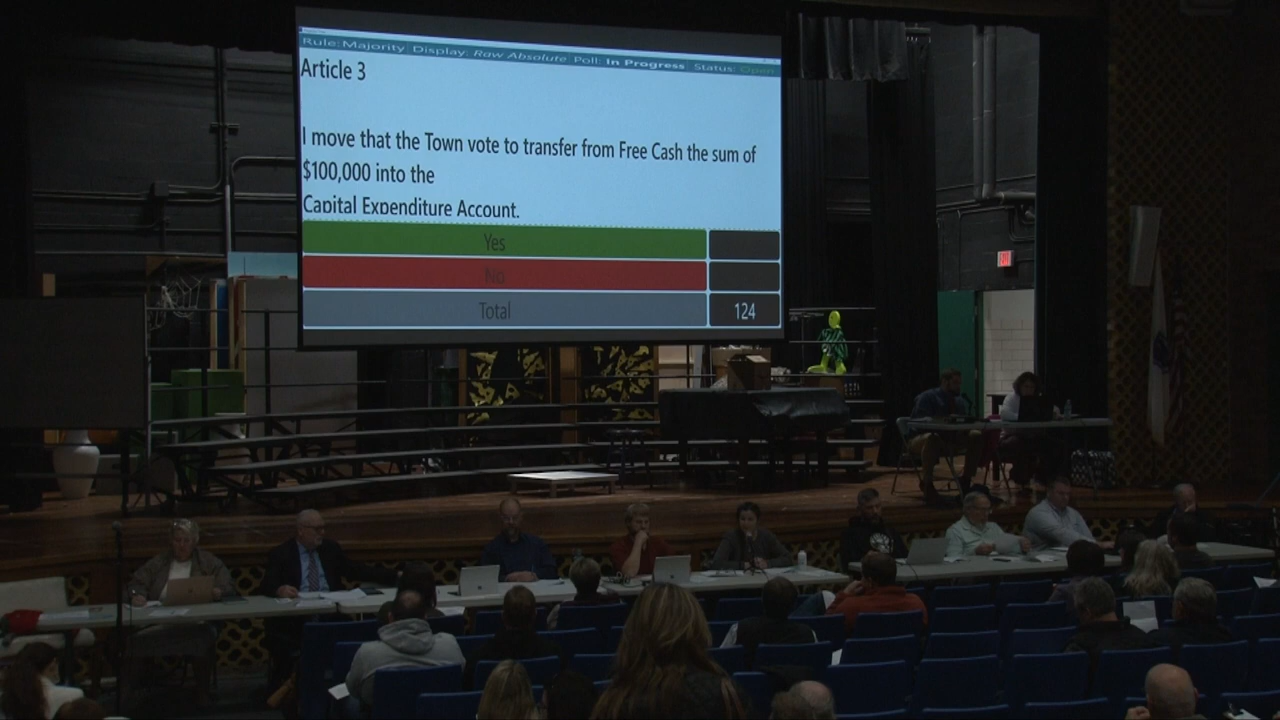 Rule: Majority Display: Raw Absolute Poll: In Progress Status: Open
Article 3
I move that the Town vote to transfer from Free Cash the sum of
$100,000 into the
Capital Expenditure Account.
Yes
No
Total 124